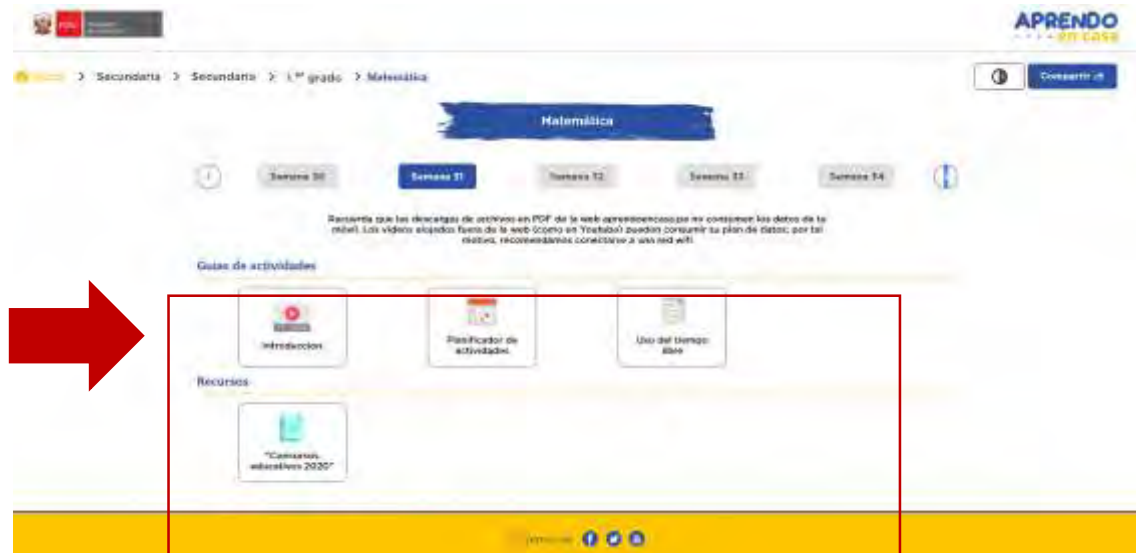 PERÚ
APRENDO
en casa
> Secundaria > Secundaria > 1.er grado > Matemática
Compartir
Matemática
Semana 30
Semana 31
Semana 32
Semana 33
Semana 34
Recuerda que las descargas de archivos en PDF de la web aprendoencasa.pe no consumen los datos de tu
móvil. Los videos alojados fuera de la web (como en Youtube) pueden consumir tu plan de datos; por tal
motivo, recomendamos conectarse a una red wifi.
Guías de actividades
Introducción
Planificador de
actividades
Uso del tiempo
libre
Recursos
"Concursos
educativos 2020"